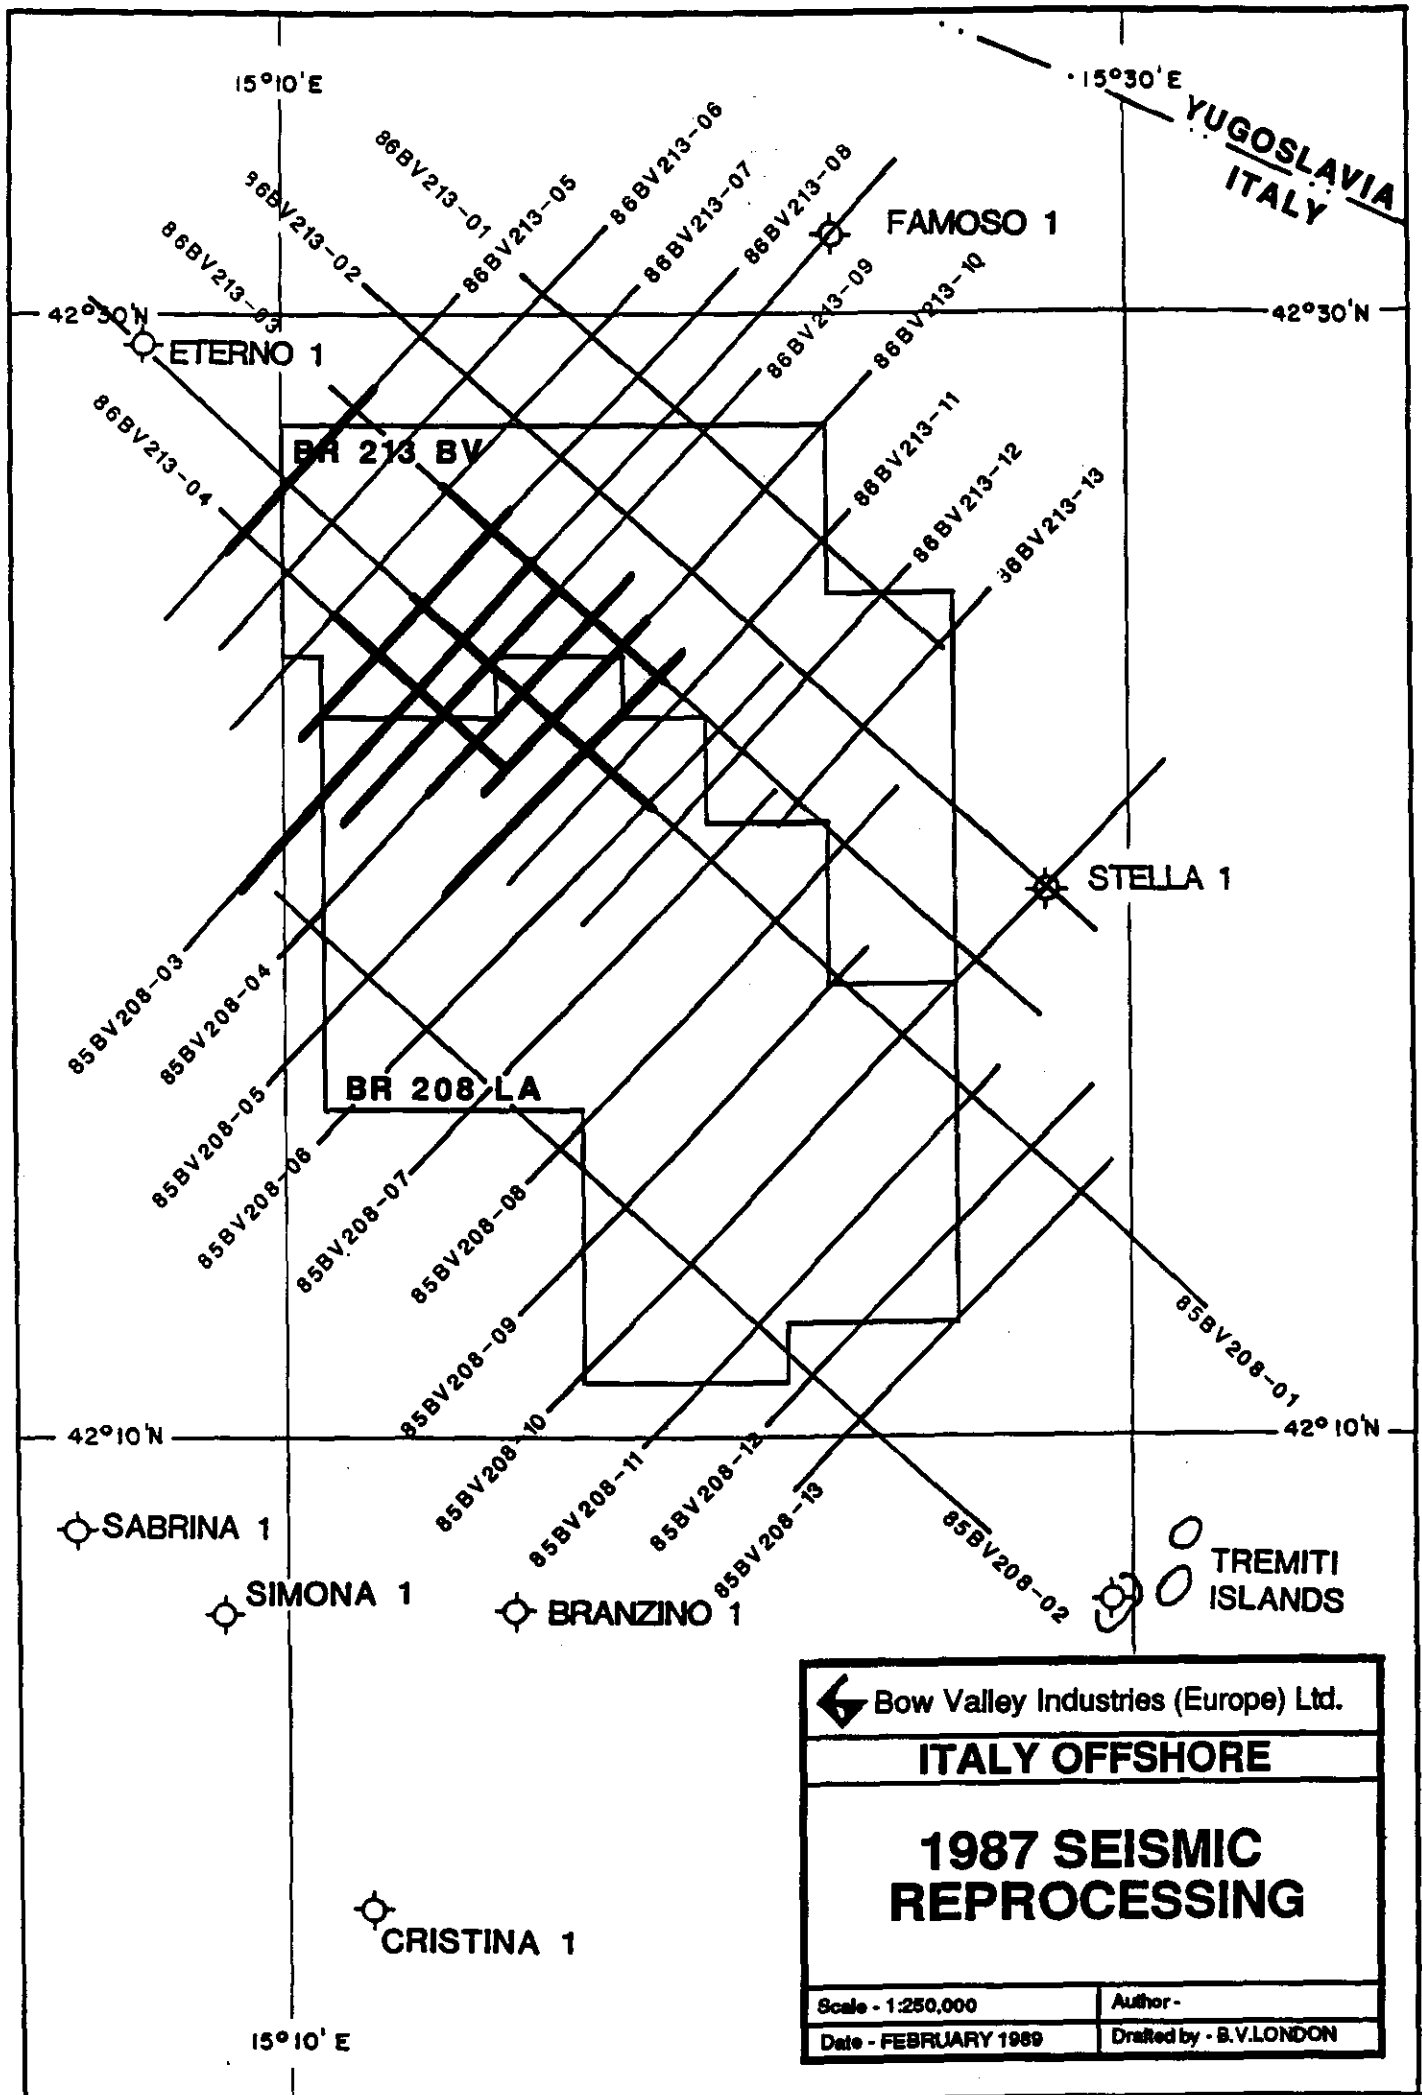 15°10'E
15°30'E
YUGOSLAVIA
ITALY
86BV213-01
86BV213-02
86BV213-03
86BV213-04
86BV213-05
86BV213-06
86BV213-07
86BV213-08
86BV213-09
86BV213-10
86BV213-11
86BV213-12
86BV213-13
FAMOSO 1
42°30'N
42°30'N
ETERNO 1
BR 213 BV
STELLA 1
85BV208-03
85BV208-04
85BV208-05
85BV208-06
85BV208-07
85BV208-08
85BV208-09
85BV208-10
85BV208-11
85BV208-12
85BV208-13
BR 208 LA
85BV208-01
85BV208-02
42°10'N
42°10'N
SABRINA 1
SIMONA 1
BRANZINO 1
TREMITI
ISLANDS
CRISTINA 1
15°10' E
Bow Valley Industries (Europe) Ltd.
ITALY OFFSHORE
1987 SEISMIC
REPROCESSING
Scale - 1:250,000
Author -
Date - FEBRUARY 1989
Drafted by - B.V.LONDON